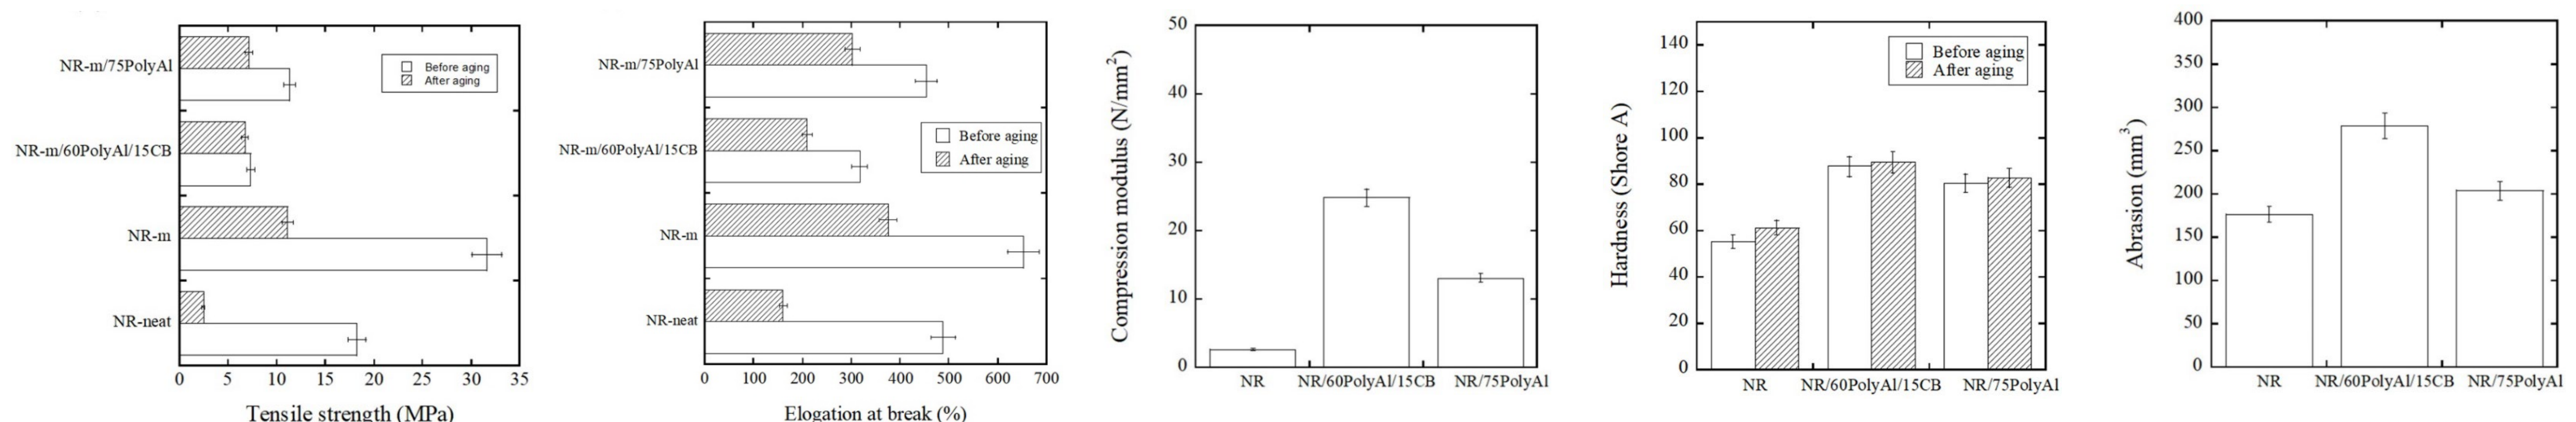 NR-m/75PolyAl
NR-m/60PolyAl/15CB
NR-m
NR-neat
Before aging
After aging
0 5 10 15 20 25 30 35
Tensile strength (MPa)
NR-m/75PolyAl
NR-m/60PolyAl/15CB
NR-m
NR-neat
Before aging
After aging
0 100 200 300 400 500 600 700
Elogation at break (%)
Compression modulus (N/mm²)
50
40
30
20
10
0
NR NR/60PolyAl/15CB NR/75PolyAl
Hardness (Shore A)
140
120
100
80
60
40
20
0
Before aging
After aging
NR NR/60PolyAl/15CB NR/75PolyAl
Abrasion (mm³)
400
350
300
250
200
150
100
50
0
NR NR/60PolyAl/15CB NR/75PolyAl